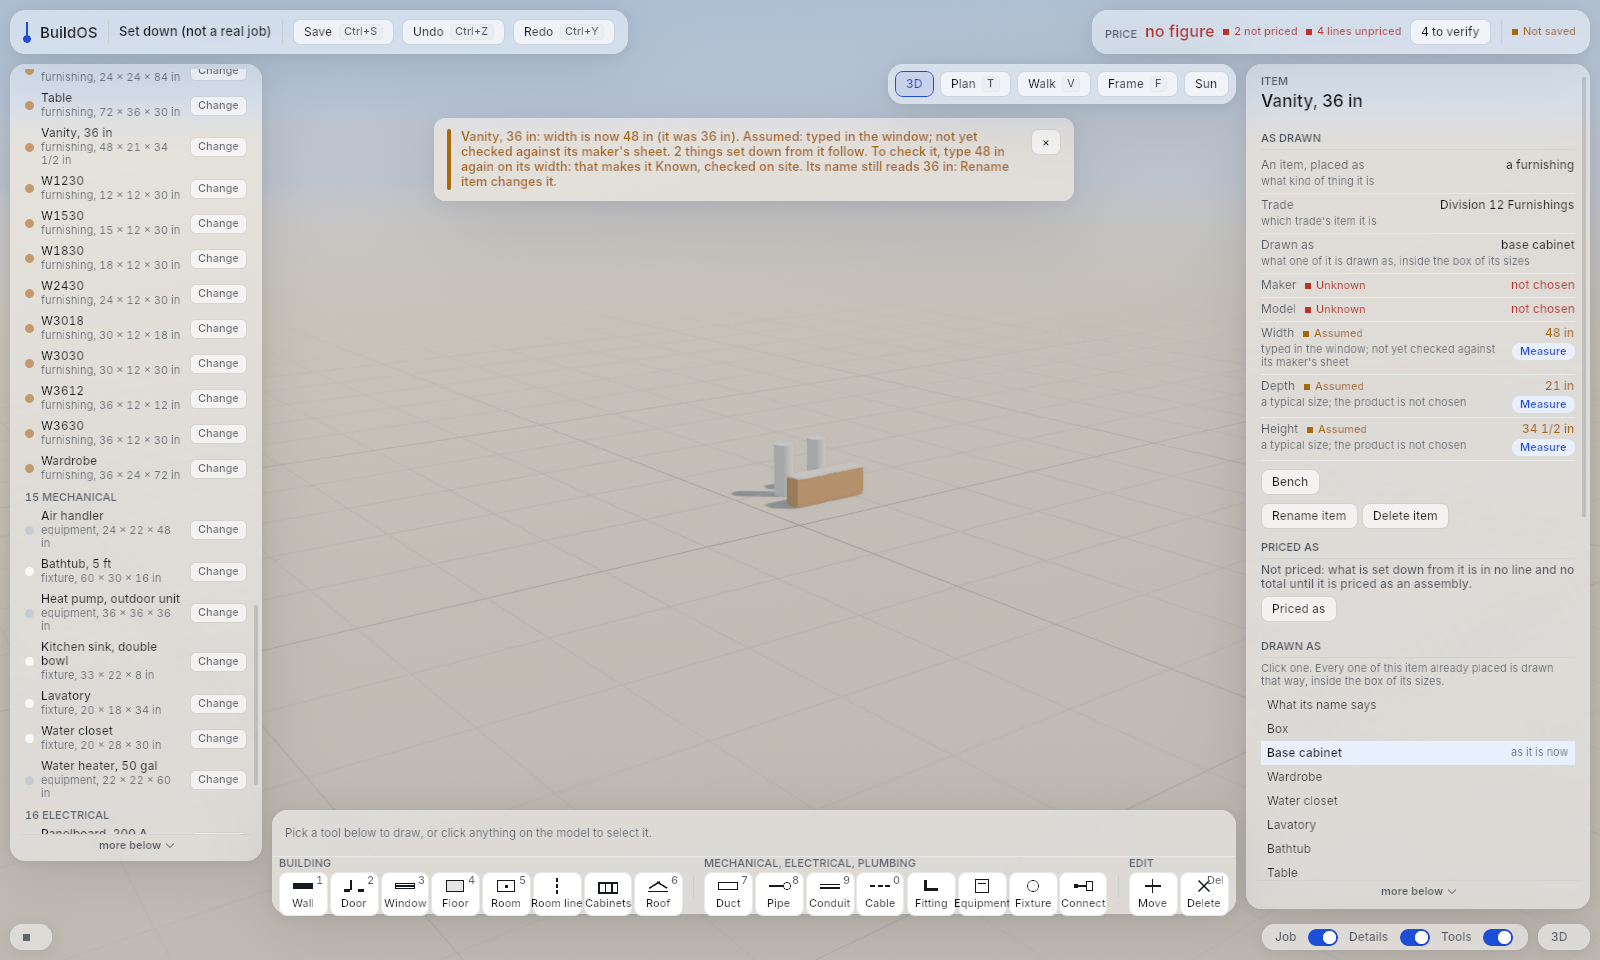 BuildOS
Set down (not a real job)
Save Ctrl+S
Undo Ctrl+Z
Redo Ctrl+Y
PRICE no figure
2 not priced
4 lines unpriced
4 to verify
Not saved
furnishing, 24 × 24 × 84 in
Change
Table
furnishing, 72 × 36 × 30 in
Change
Vanity, 36 in
furnishing, 48 × 21 × 34
1/2 in
Change
W1230
furnishing, 12 × 12 × 30 in
Change
W1530
furnishing, 15 × 12 × 30 in
Change
W1830
furnishing, 18 × 12 × 30 in
Change
W2430
furnishing, 24 × 12 × 30 in
Change
W3018
furnishing, 30 × 12 × 18 in
Change
W3030
furnishing, 30 × 12 × 30 in
Change
W3612
furnishing, 36 × 12 × 12 in
Change
W3630
furnishing, 36 × 12 × 30 in
Change
Wardrobe
furnishing, 36 × 24 × 72 in
Change
15 MECHANICAL
Air handler
equipment, 24 × 22 × 48
in
Change
Bathtub, 5 ft
fixture, 60 × 30 × 16 in
Change
Heat pump, outdoor unit
equipment, 36 × 36 × 36
in
Change
Kitchen sink, double
bowl
fixture, 33 × 22 × 8 in
Change
Lavatory
fixture, 20 × 18 × 34 in
Change
Water closet
fixture, 20 × 28 × 30 in
Change
Water heater, 50 gal
equipment, 22 × 22 × 60
in
Change
16 ELECTRICAL
Panelboard, 200 A
more below
3D
Plan T
Walk V
Frame F
Sun
Vanity, 36 in: width is now 48 in (it was 36 in). Assumed: typed in the window; not yet
checked against its maker's sheet. 2 things set down from it follow. To check it, type 48 in
again on its width: that makes it Known, checked on site. Its name still reads 36 in: Rename
item changes it.
×
Pick a tool below to draw, or click anything on the model to select it.
BUILDING
1 Wall
2 Door
3 Window
4 Floor
5 Room
Room line
Cabinets
6 Roof
MECHANICAL, ELECTRICAL, PLUMBING
7 Duct
8 Pipe
9 Conduit
0 Cable
Fitting
Equipment
Fixture
Connect
EDIT
Move
Del Delete
ITEM
Vanity, 36 in
AS DRAWN
An item, placed as a furnishing
what kind of thing it is
Trade Division 12 Furnishings
which trade's item it is
Drawn as base cabinet
what one of it is drawn as, inside the box of its sizes
Maker Unknown not chosen
Model Unknown not chosen
Width Assumed 48 in
typed in the window; not yet checked against
its maker's sheet
Measure
Depth Assumed 21 in
a typical size; the product is not chosen
Measure
Height Assumed 34 1/2 in
a typical size; the product is not chosen
Measure
Bench
Rename item
Delete item
PRICED AS
Not priced: what is set down from it is in no line and no
total until it is priced as an assembly.
Priced as
DRAWN AS
Click one. Every one of this item already placed is drawn
that way, inside the box of its sizes.
What its name says
Box
Base cabinet as it is now
Wardrobe
Water closet
Lavatory
Bathtub
Table
more below
Job
Details
Tools
3D